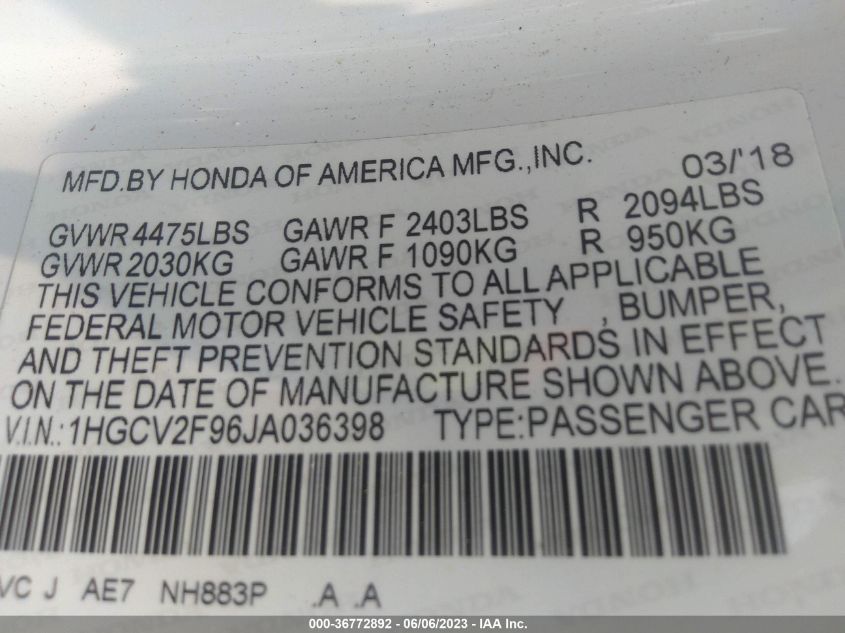 MFD.BY HONDA OF AMERICA MFG.,INC. 03/'18
GVWR 4475LBS GAWR F 2403LBS R 2094LBS
GVWR 2030KG GAWR F 1090KG R 950KG
THIS VEHICLE CONFORMS TO ALL APPLICABLE
FEDERAL MOTOR VEHICLE SAFETY , BUMPER,
AND THEFT PREVENTION STANDARDS IN EFFECT
ON THE DATE OF MANUFACTURE SHOWN ABOVE.
V.I.N.:1HGCV2F96JA036398 TYPE:PASSENGER CAR
VC J AE7 NH883P .A .A
000-36772892 - 06/06/2023 - IAA Inc.